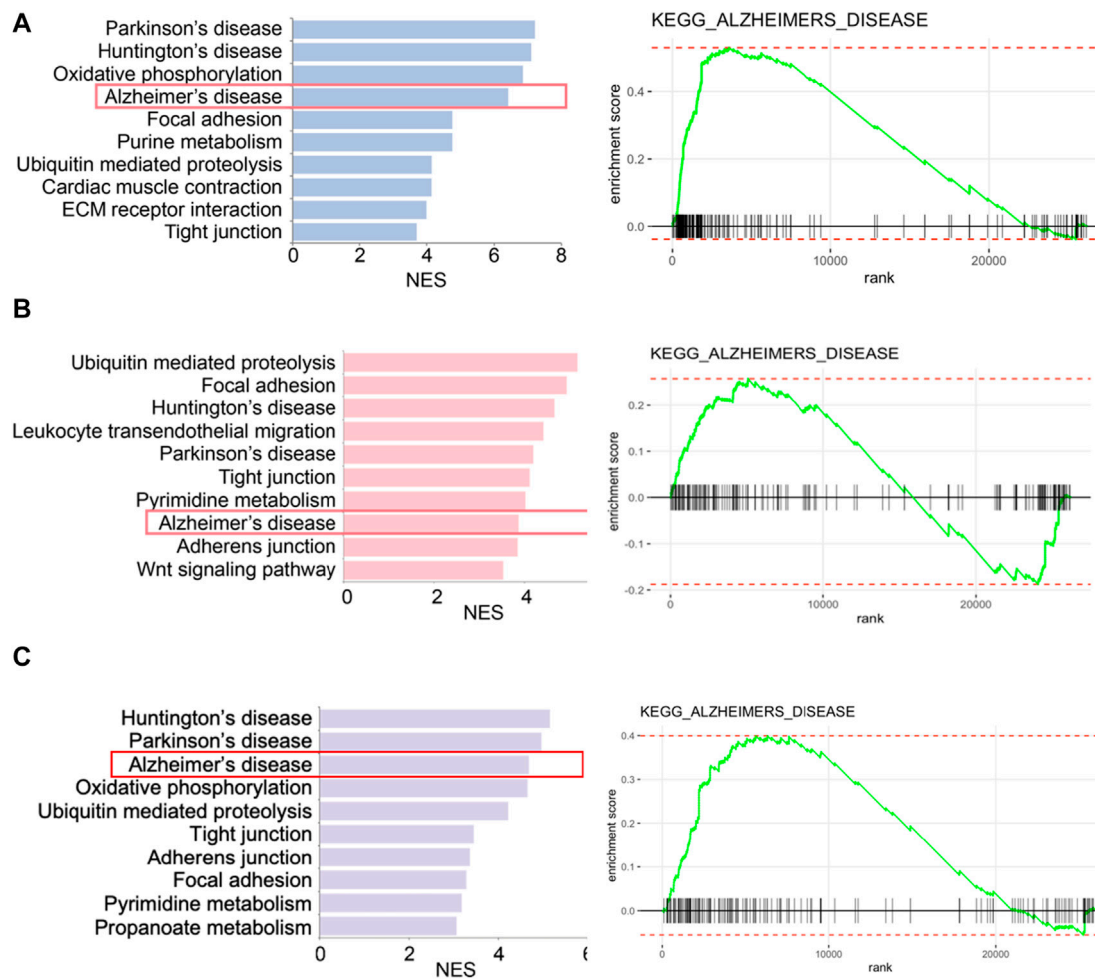 A
Parkinson's disease
Huntington's disease
Oxidative phosphorylation
Alzheimer's disease
Focal adhesion
Purine metabolism
Ubiquitin mediated proteolysis
Cardiac muscle contraction
ECM receptor interaction
Tight junction
0 2 4 6 8
NES
KEGG_ALZHEIMERS_DISEASE
enrichment score
0.4
0.2
0.0
0 10000 20000
rank
B
Ubiquitin mediated proteolysis
Focal adhesion
Huntington's disease
Leukocyte transendothelial migration
Parkinson's disease
Tight junction
Pyrimidine metabolism
Alzheimer's disease
Adherens junction
Wnt signaling pathway
0 2 4
NES
KEGG_ALZHEIMERS_DISEASE
enrichment score
0.2
0.1
0.0
-0.1
-0.2
0 10000 20000
rank
C
Huntington's disease
Parkinson's disease
Alzheimer's disease
Oxidative phosphorylation
Ubiquitin mediated proteolysis
Tight junction
Adherens junction
Focal adhesion
Pyrimidine metabolism
Propanoate metabolism
0 2 4 6
NES
KEGG_ALZHEIMERS_DISEASE
enrichment score
0.4
0.3
0.2
0.1
0.0
0 10000 20000
rank